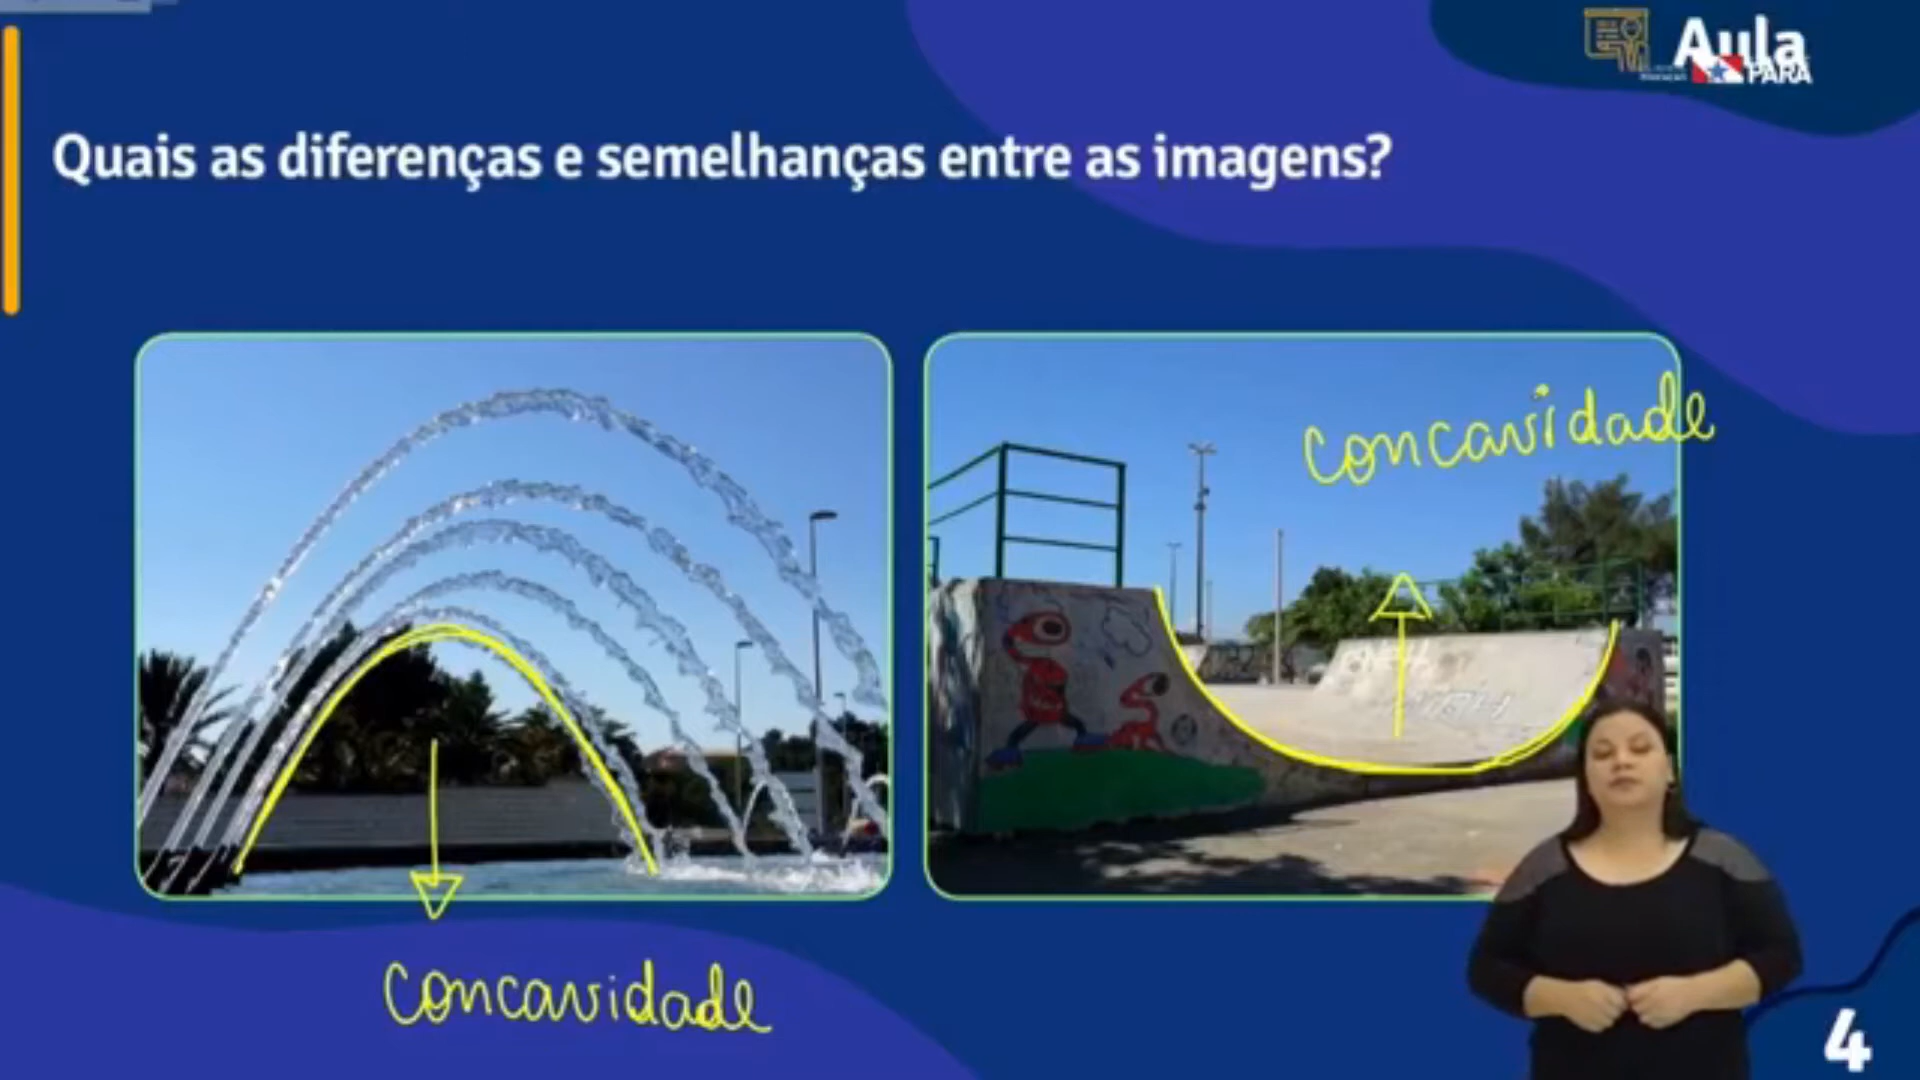 Aula
PARÁ
Quais as diferenças e semelhanças entre as imagens?
concavidade
concavidade
4